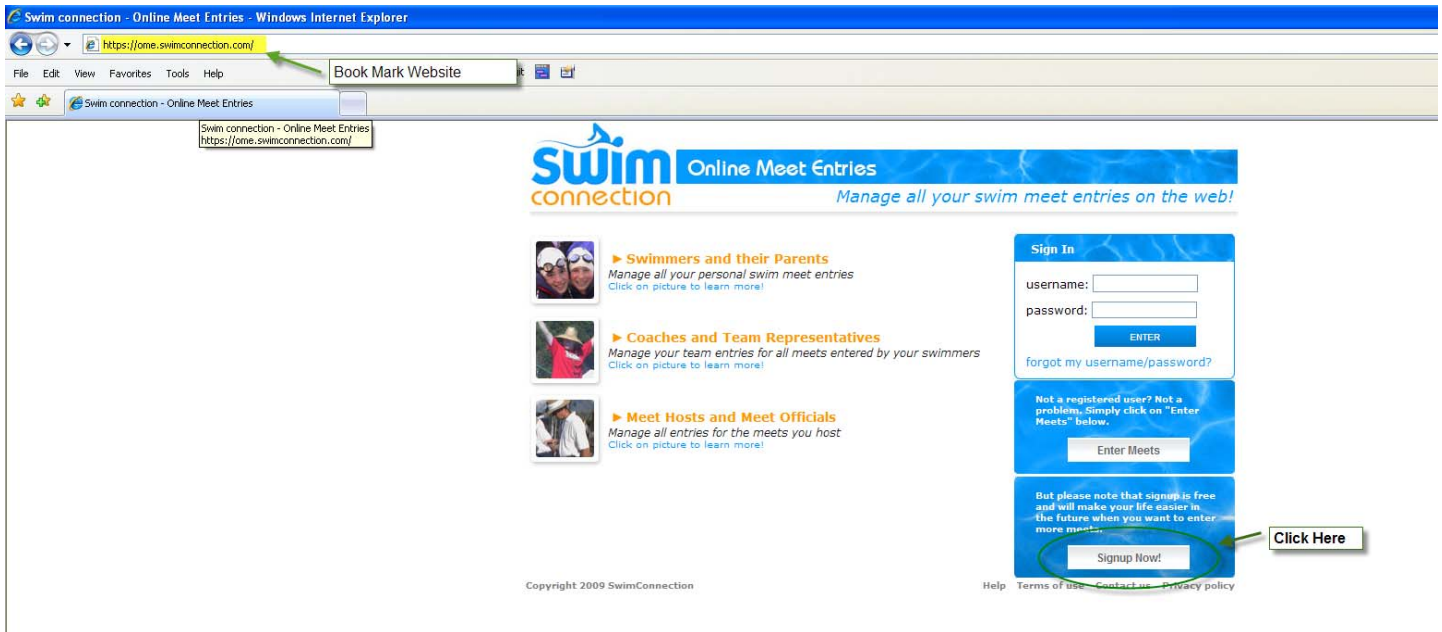 Swim connection - Online Meet Entries - Windows Internet Explorer
https://ome.swimconnection.com/
File Edit View Favorites Tools Help
Book Mark Website
Swim connection - Online Meet Entries
Swim connection - Online Meet Entries
https://ome.swimconnection.com/
swim
connection
Online Meet Entries
Manage all your swim meet entries on the web!
► Swimmers and their Parents
Manage all your personal swim meet entries
Click on picture to learn more!
► Coaches and Team Representatives
Manage your team entries for all meets entered by your swimmers
Click on picture to learn more!
► Meet Hosts and Meet Officials
Manage all entries for the meets you host
Click on picture to learn more!
Sign In
username:
password:
ENTER
forgot my username/password?
Not a registered user? Not a
problem. Simply click on "Enter
Meets" below.
Enter Meets
But please note that signup is free
and will make your life easier in
the future when you want to enter
more meets.
Signup Now!
Click Here
Copyright 2009 SwimConnection
Help Terms of use Contact us Privacy policy